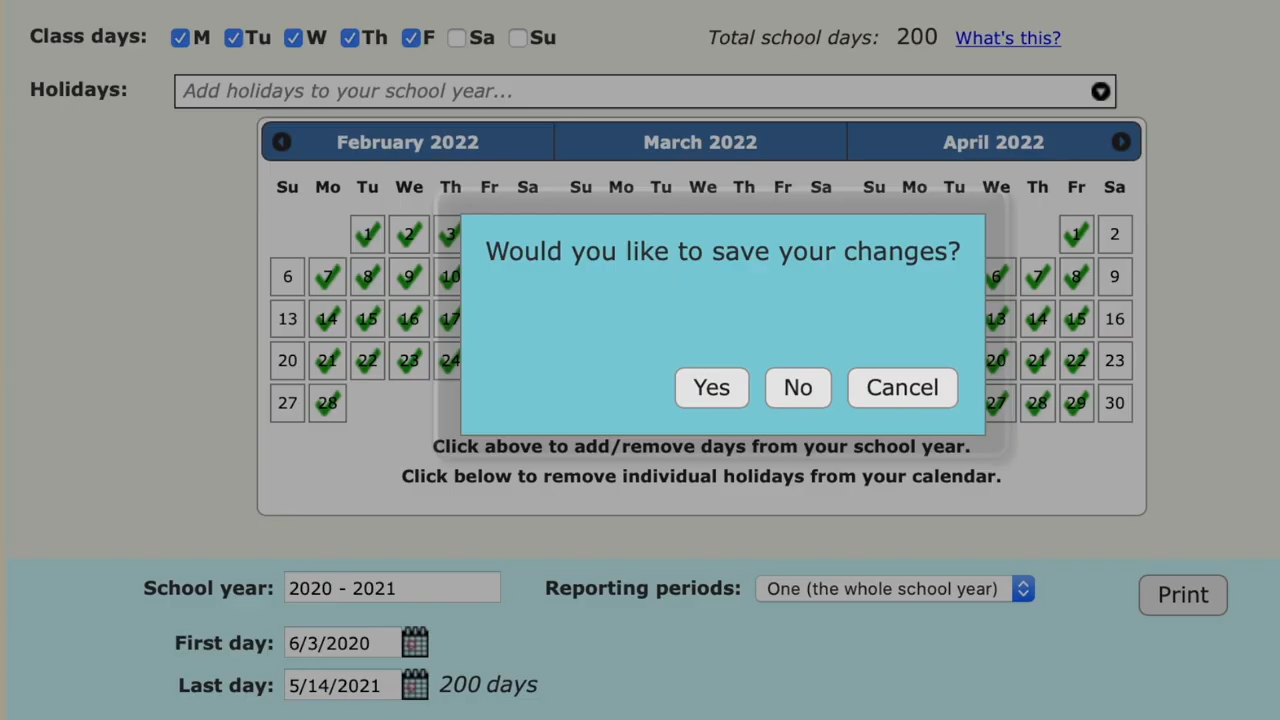 Class days: M Tu W Th F Sa Su Total school days: 200 What's this?
Holidays: Add holidays to your school year...
February 2022 March 2022 April 2022
Su Mo Tu We Th Fr Sa Su Mo Tu We Th Fr Sa Su Mo Tu We Th Fr Sa
1 2 3 1 2
6 7 8 9 10 6 7 8 9
13 14 15 16 17 13 14 15 16
20 21 22 23 24 20 21 22 23
27 28 27 28 29 30
Would you like to save your changes?
Yes No Cancel
Click above to add/remove days from your school year.
Click below to remove individual holidays from your calendar.
School year: 2020 - 2021 Reporting periods: One (the whole school year) Print
First day: 6/3/2020
Last day: 5/14/2021 200 days